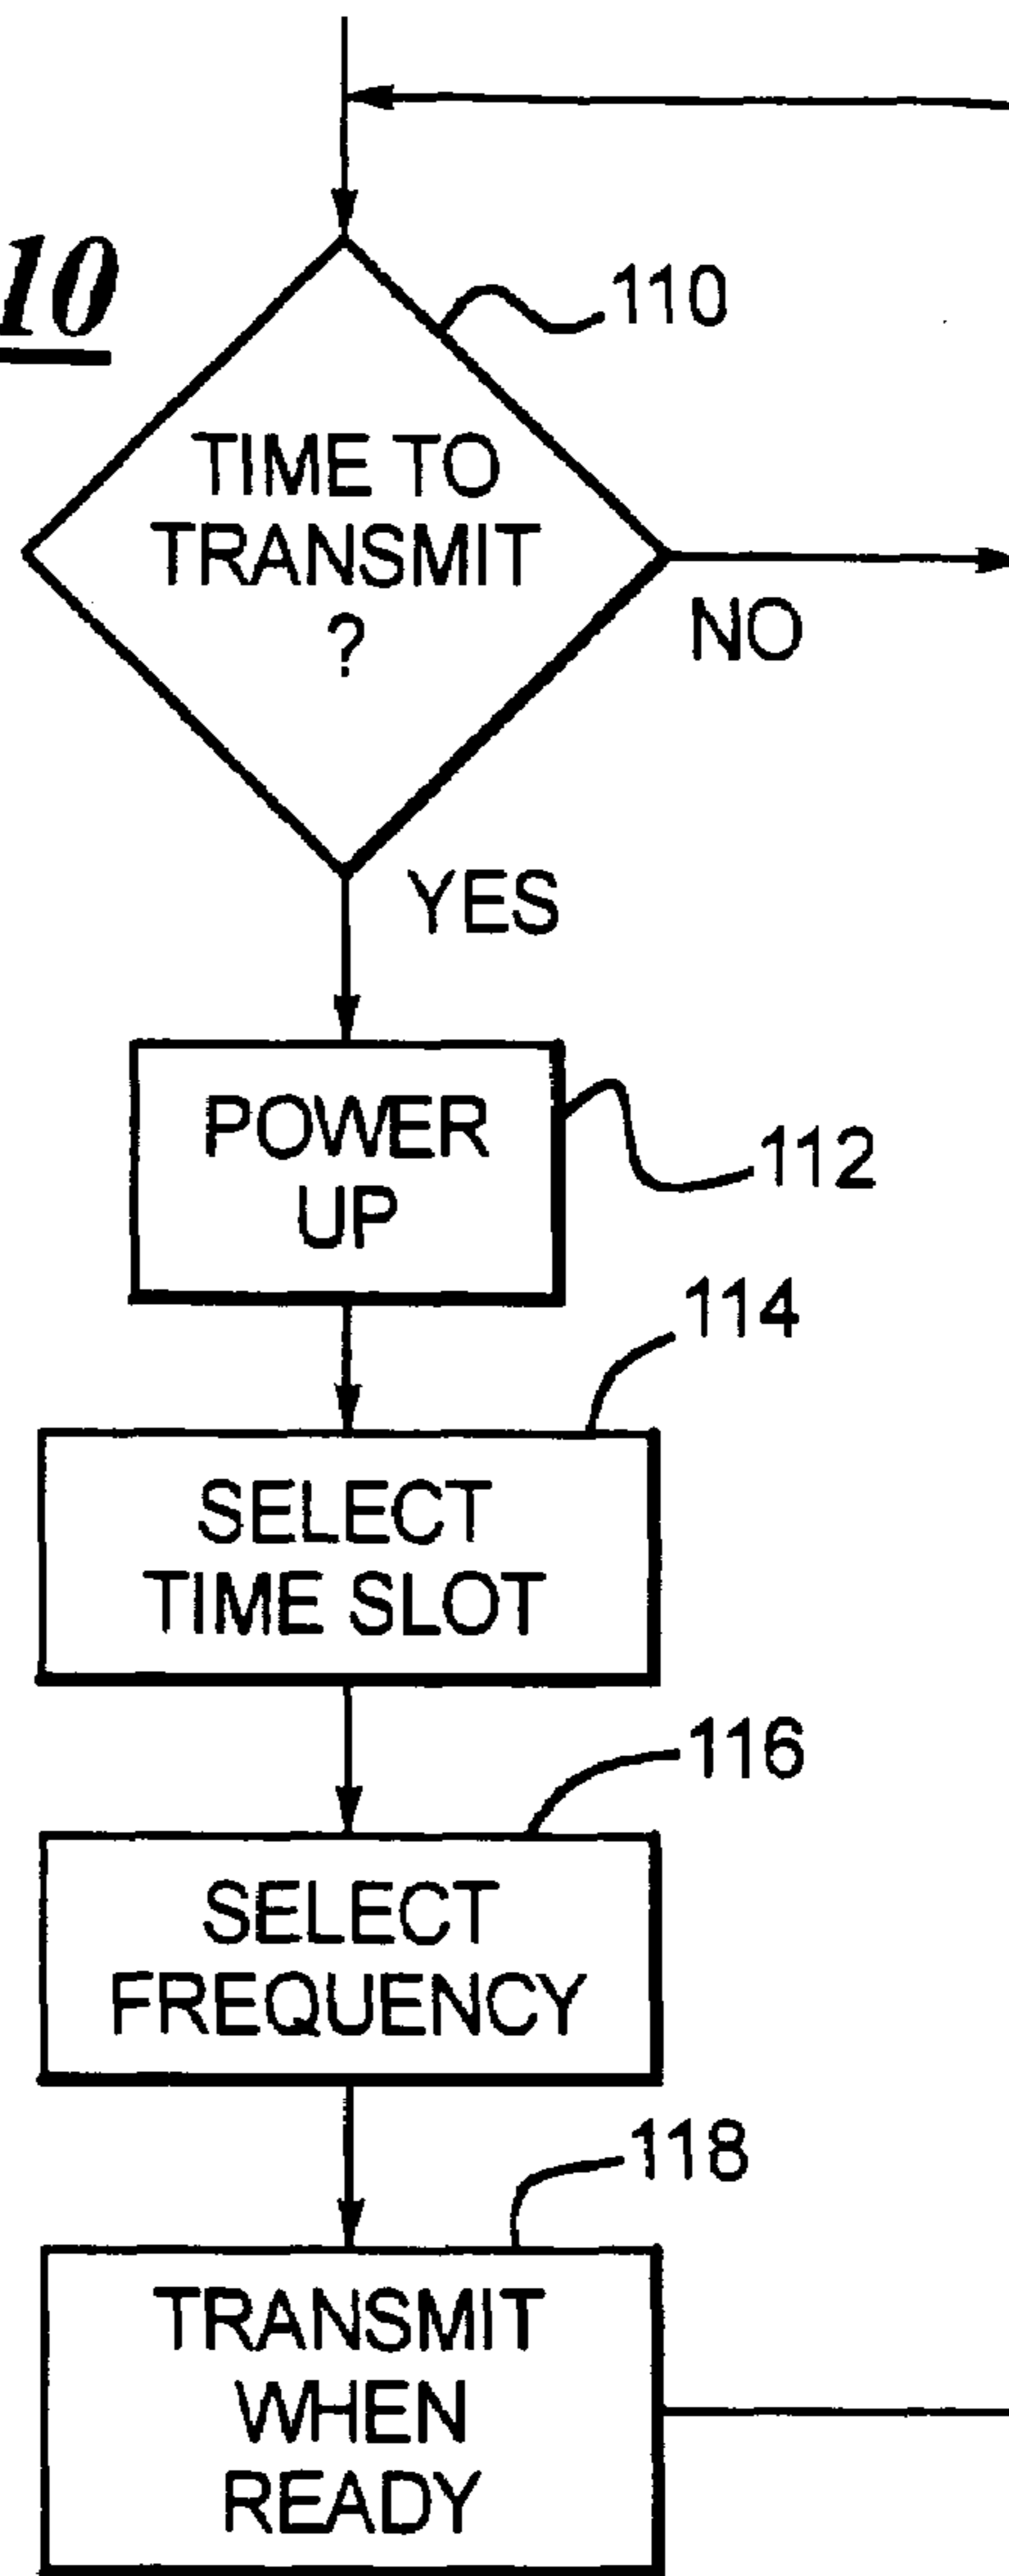 10
110
TIME TO
TRANSMIT
?
NO
YES
POWER
UP
112
114
SELECT
TIME SLOT
116
SELECT
FREQUENCY
118
TRANSMIT
WHEN
READY